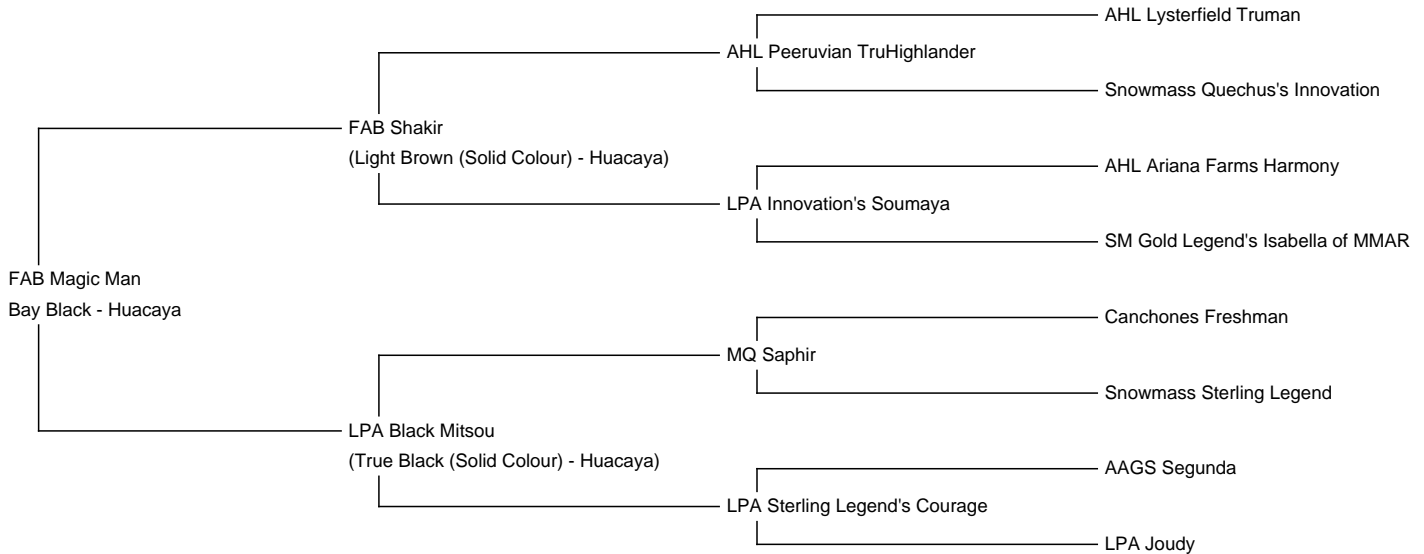 AHL Lysterfield Truman
AHL Peeruvian TruHighlander
Snowmass Quechus's Innovation
FAB Shakir
(Light Brown (Solid Colour) - Huacaya)
AHL Ariana Farms Harmony
LPA Innovation's Soumaya
SM Gold Legend's Isabella of MMAR
FAB Magic Man
Bay Black - Huacaya
Canchones Freshman
MQ Saphir
Snowmass Sterling Legend
LPA Black Mitsou
(True Black (Solid Colour) - Huacaya)
AAGS Segunda
LPA Sterling Legend's Courage
LPA Joudy